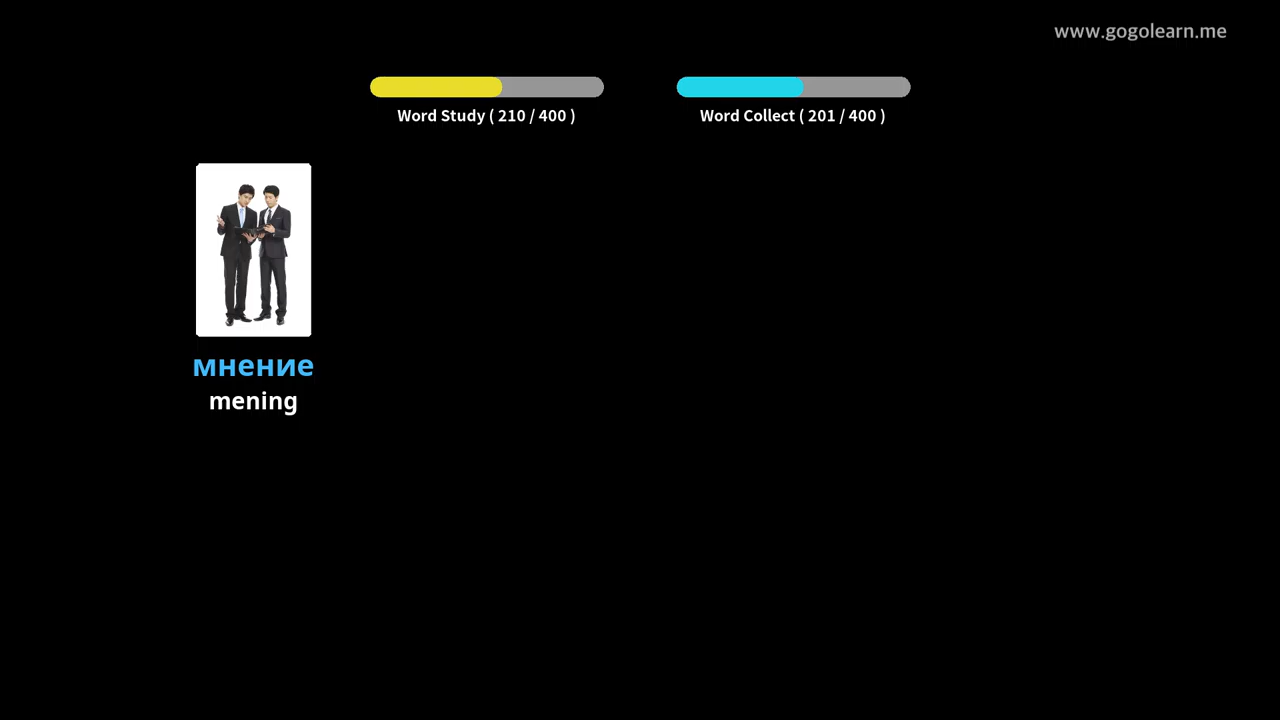 www.gogolearn.me
Word Study ( 210 / 400 )
Word Collect ( 201 / 400 )
мнение
mening